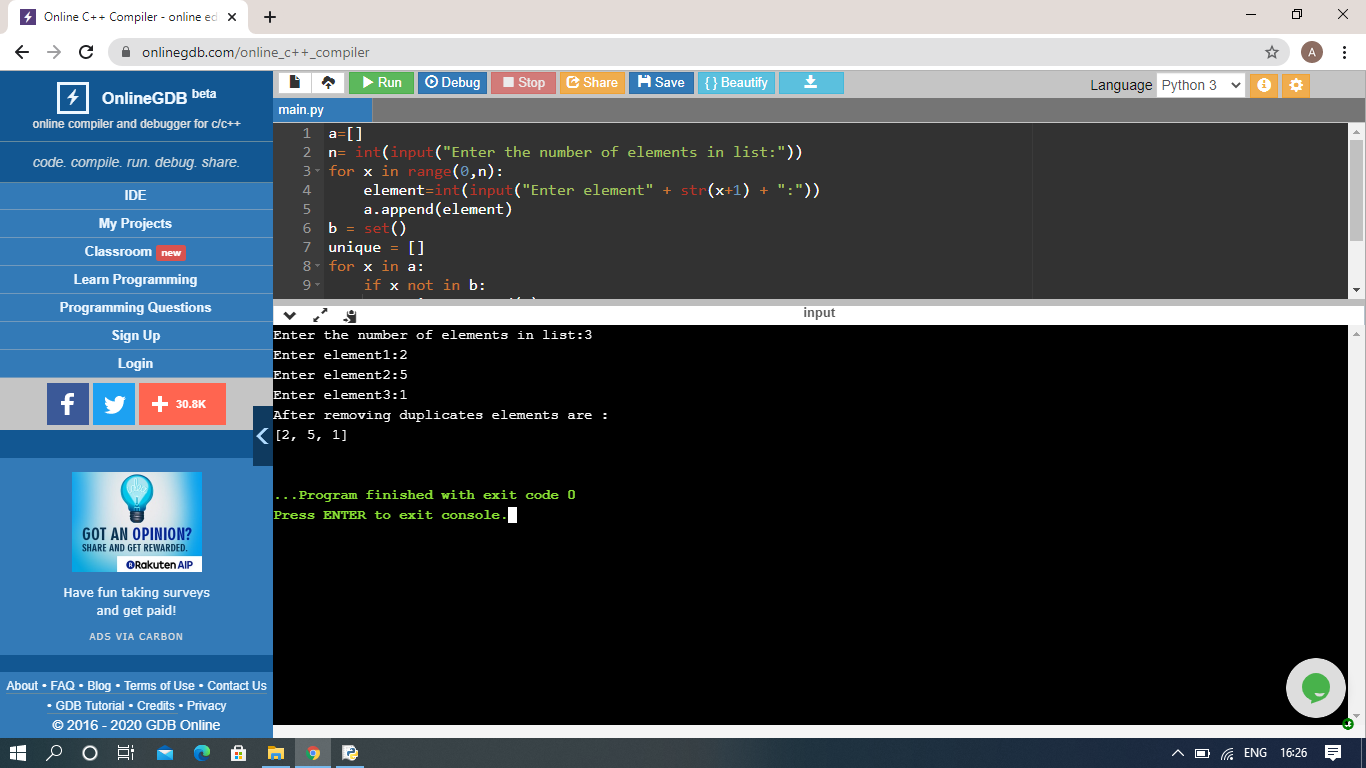 Online C++ Compiler - online ed
onlinegdb.com/online_c++_compiler
A
OnlineGDB beta
online compiler and debugger for c/c++
code. compile. run. debug. share.
IDE
My Projects
Classroom new
Learn Programming
Programming Questions
Sign Up
Login
30.8K
GOT AN OPINION?
SHARE AND GET REWARDED.
Rakuten AIP
Have fun taking surveys
and get paid!
ADS VIA CARBON
About • FAQ • Blog • Terms of Use • Contact Us
• GDB Tutorial • Credits • Privacy
© 2016 - 2020 GDB Online
Run Debug Stop Share Save {} Beautify
Language Python 3
main.py
1 a=[]
2 n= int(input("Enter the number of elements in list:"))
3 for x in range(0,n):
4 element=int(input("Enter element" + str(x+1) + ":"))
5 a.append(element)
6 b = set()
7 unique = []
8 for x in a:
9 if x not in b:
input
Enter the number of elements in list:3
Enter element1:2
Enter element2:5
Enter element3:1
After removing duplicates elements are :
[2, 5, 1]
...Program finished with exit code 0
Press ENTER to exit console.
ENG 16:26